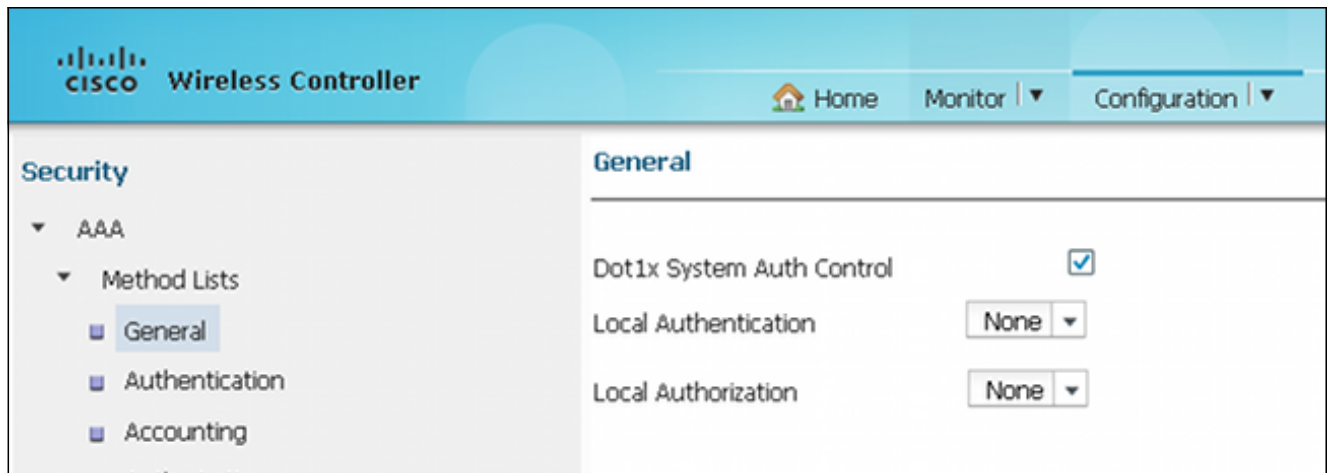 CISCO Wireless Controller
Home Monitor Configuration
Security
AAA
Method Lists
General
Authentication
Accounting
General
Dot1x System Auth Control
Local Authentication None
Local Authorization None